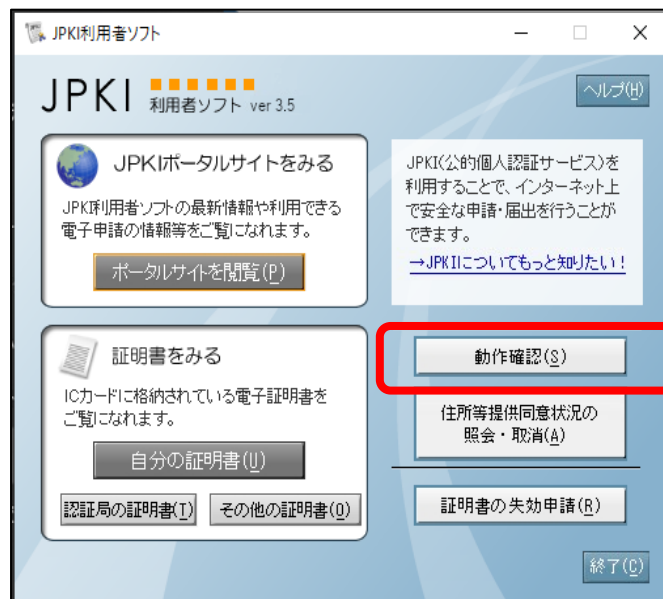 JPKI利用者ソフト
JPKI 利用者ソフト ver 3.5
ヘルプ(H)
JPKIポータルサイトをみる
JPKI利用者ソフトの最新情報や利用できる
電子申請の情報等をご覧になれます。
ポータルサイトを閲覧(P)
JPKI(公的個人認証サービス)を
利用することで、インターネット上
で安全な申請・届出を行うことが
できます。
→JPKIについてもっと知りたい!
証明書をみる
ICカードに格納されている電子証明書を
ご覧になれます。
自分の証明書(U)
認証局の証明書(T)
その他の証明書(O)
動作確認(S)
住所等提供同意状況の
照会・取消(A)
証明書の失効申請(R)
終了(C)